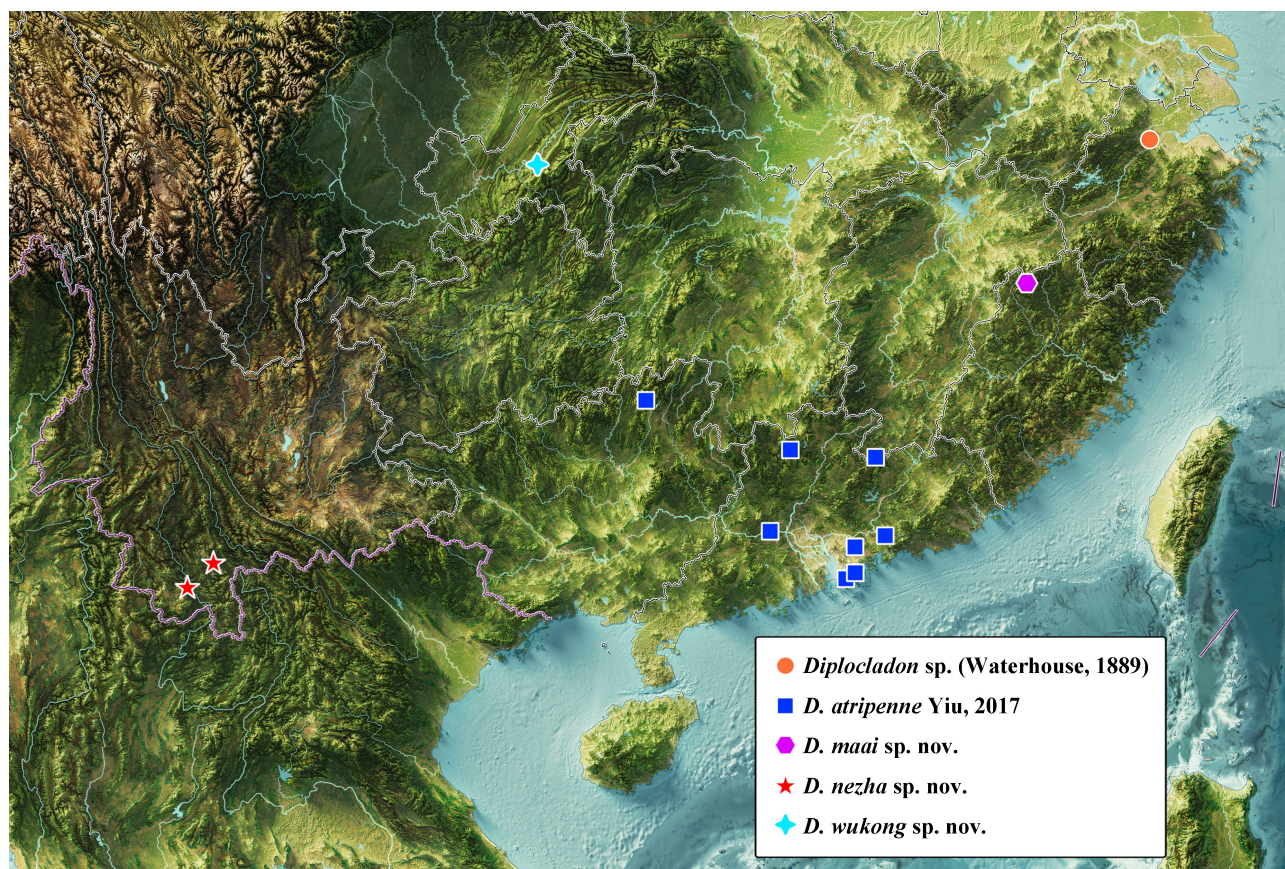 Diplocladon sp. (Waterhouse, 1889)
D. atripenne Yiu, 2017
D. maai sp. nov.
D. nezha sp. nov.
D. wukong sp. nov.